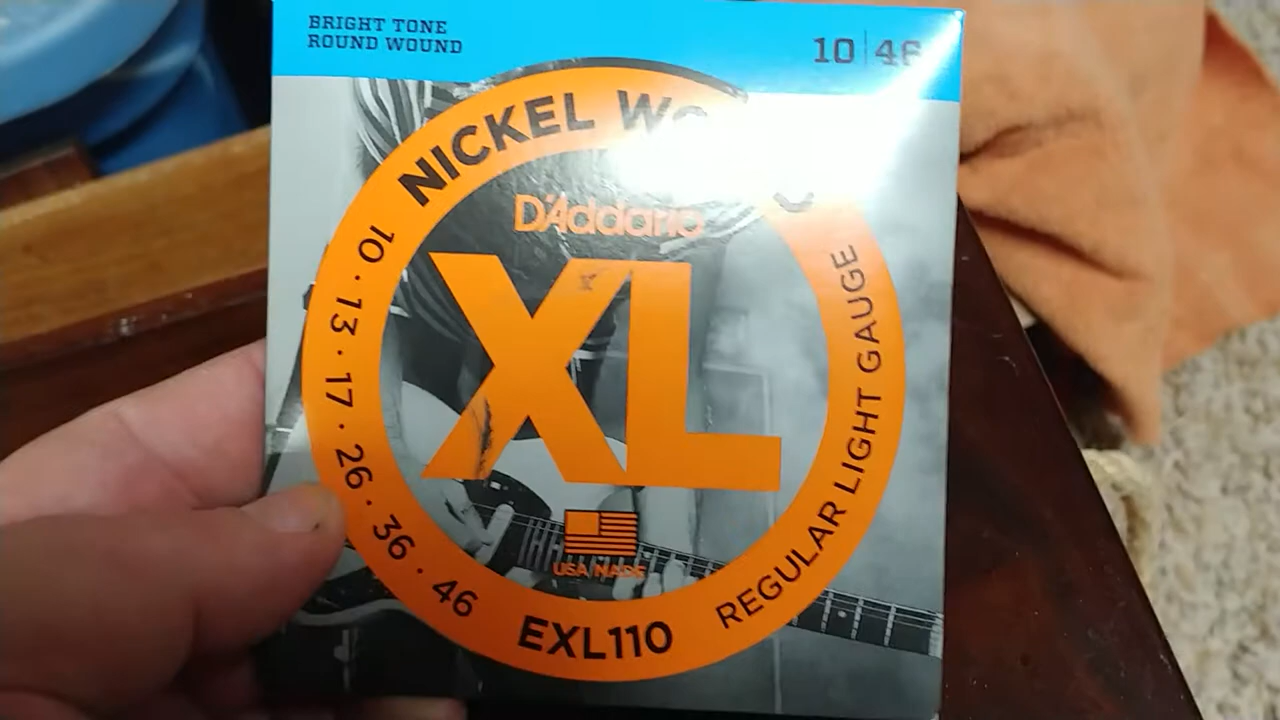 BRIGHT TONE
ROUND WOUND
10 | 46
NICKEL
D'Addario
XL
10 · 13 · 17 · 26 · 36 · 46
REGULAR LIGHT GAUGE
USA MADE
EXL110